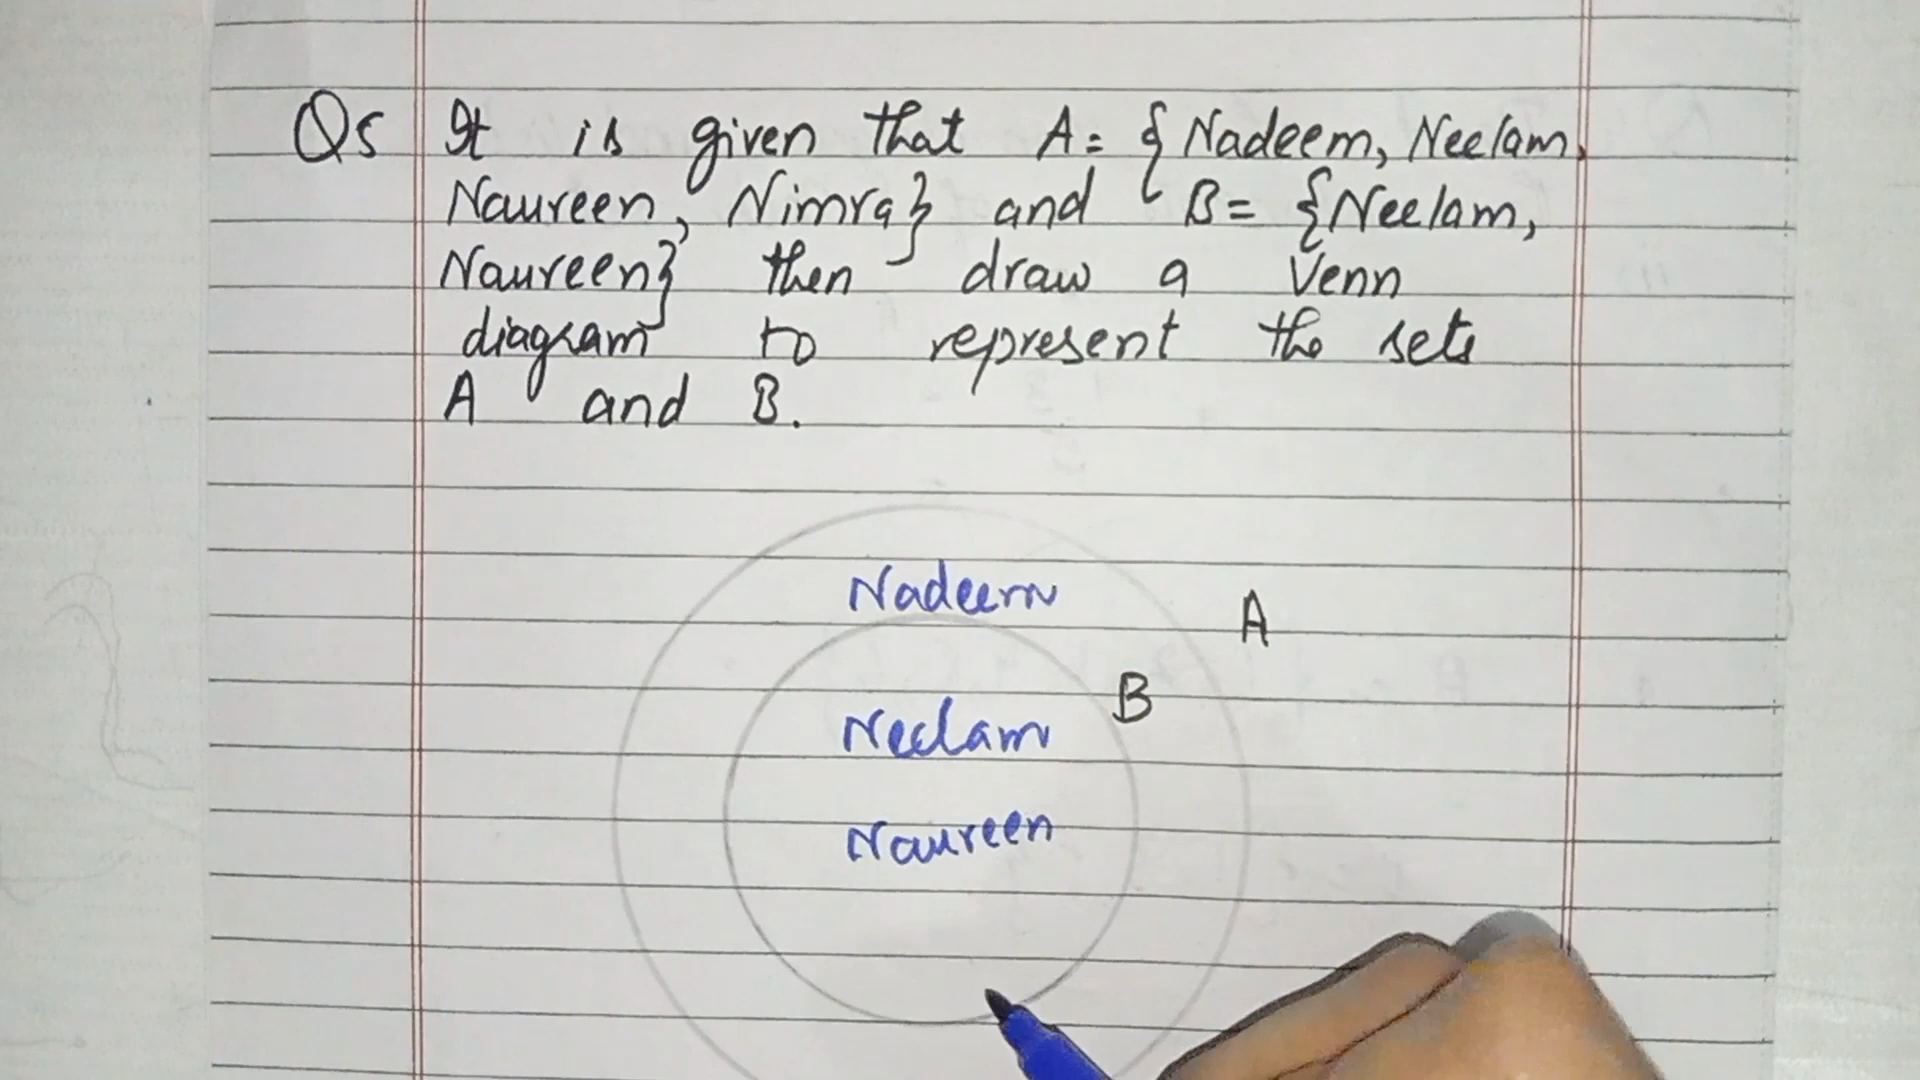 Q5 It is given that A= { Nadeem, Neelam,
Naureen, Nimra} and B= {Neelam,
Naureen} then draw a Venn
diagram to represent the sets
A and B.
Nadeem
A
B
Neelam
Naureen